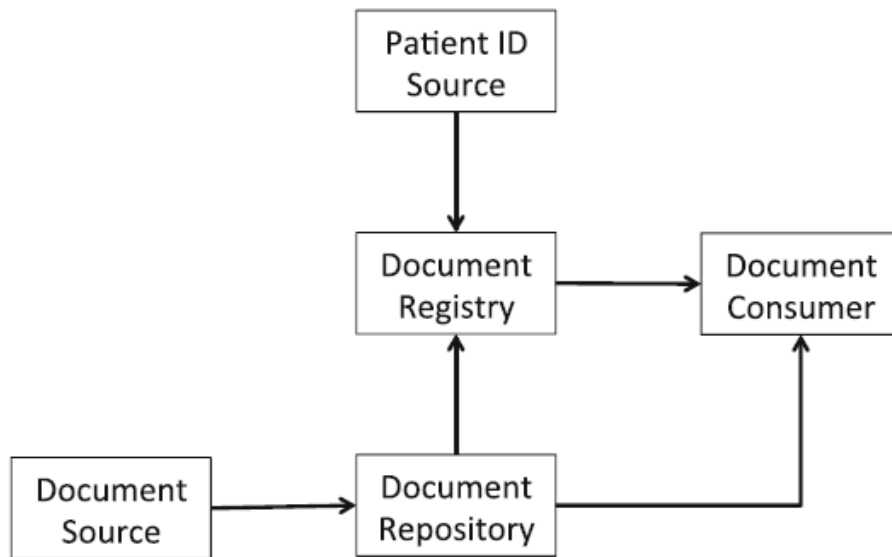 Patient ID
Source
Document
Registry
Document
Consumer
Document
Source
Document
Repository